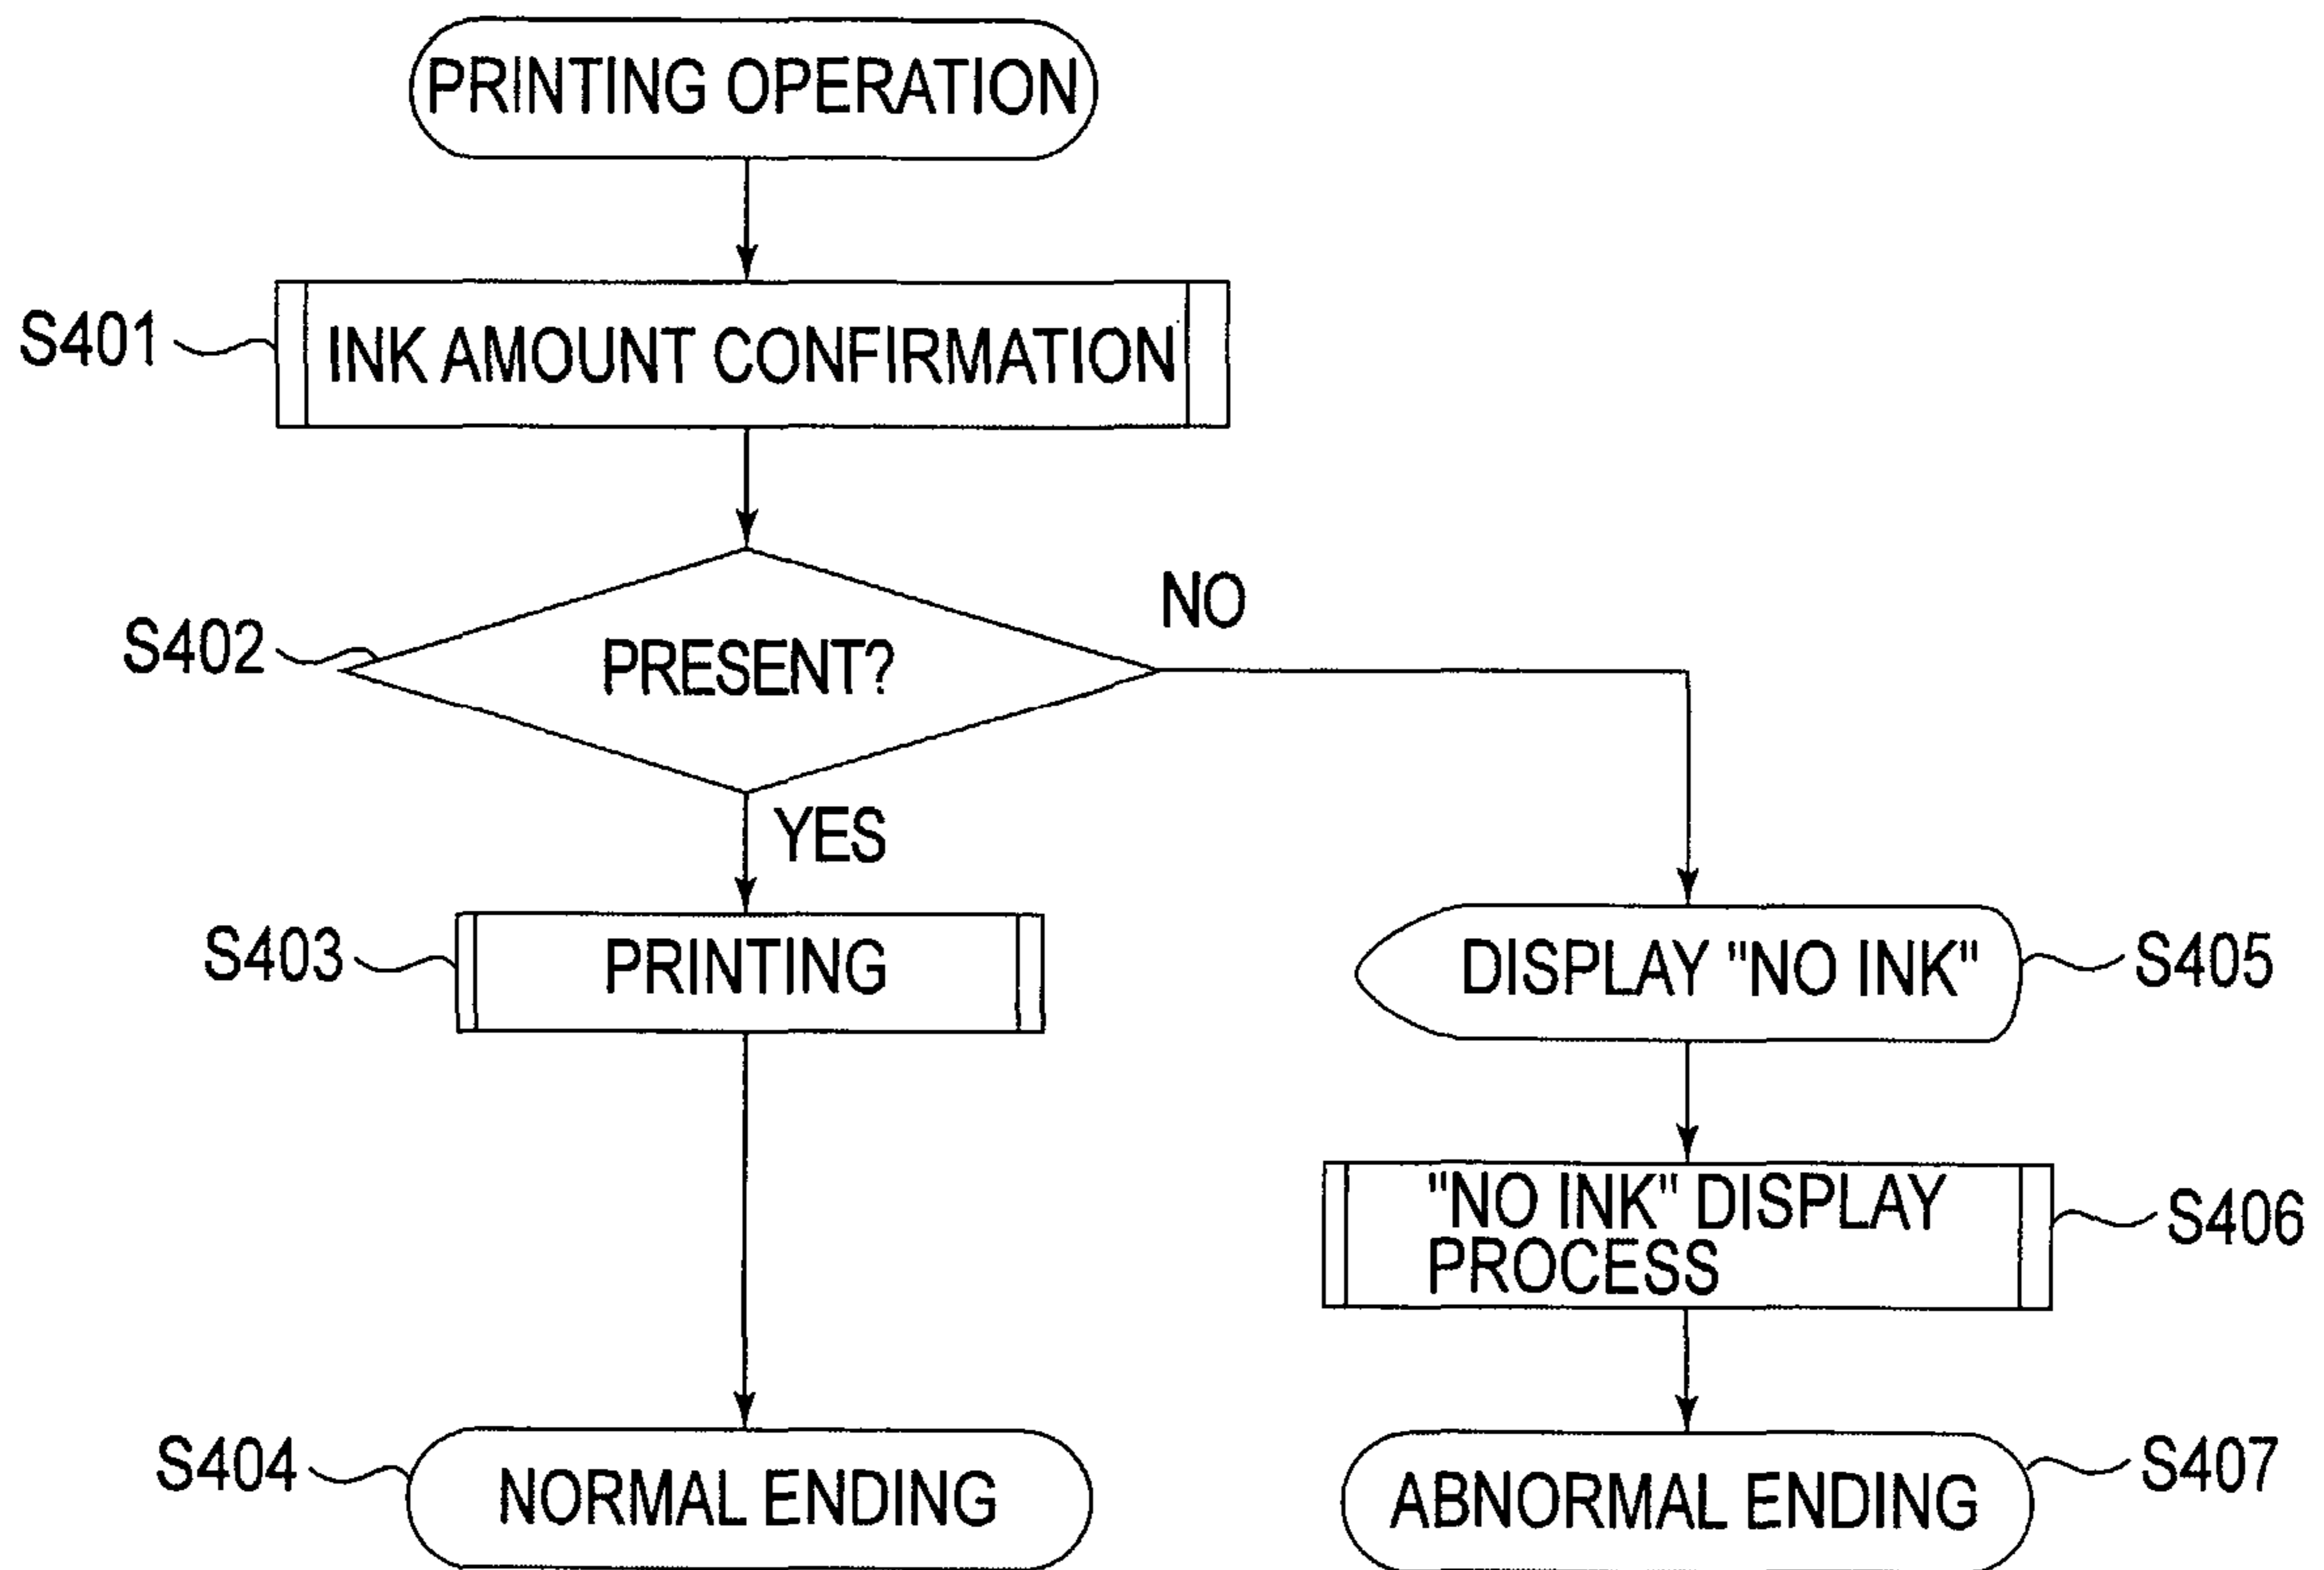 PRINTING OPERATION
S401
INK AMOUNT CONFIRMATION
S402
PRESENT?
NO
YES
S403
PRINTING
DISPLAY "NO INK"
S405
"NO INK" DISPLAY
PROCESS
S406
S404
NORMAL ENDING
ABNORMAL ENDING
S407